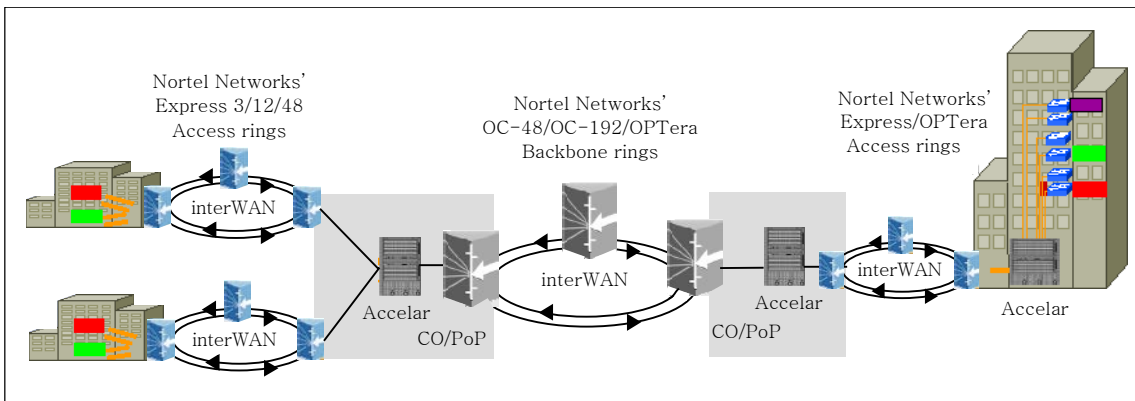 Nortel Networks'
Express 3/12/48
Access rings
Nortel Networks'
OC-48/OC-192/OPTera
Backbone rings
Nortel Networks'
Express/OPTera
Access rings
interWAN
interWAN
interWAN
interWAN
Accelar
CO/PoP
Accelar
CO/PoP
Accelar